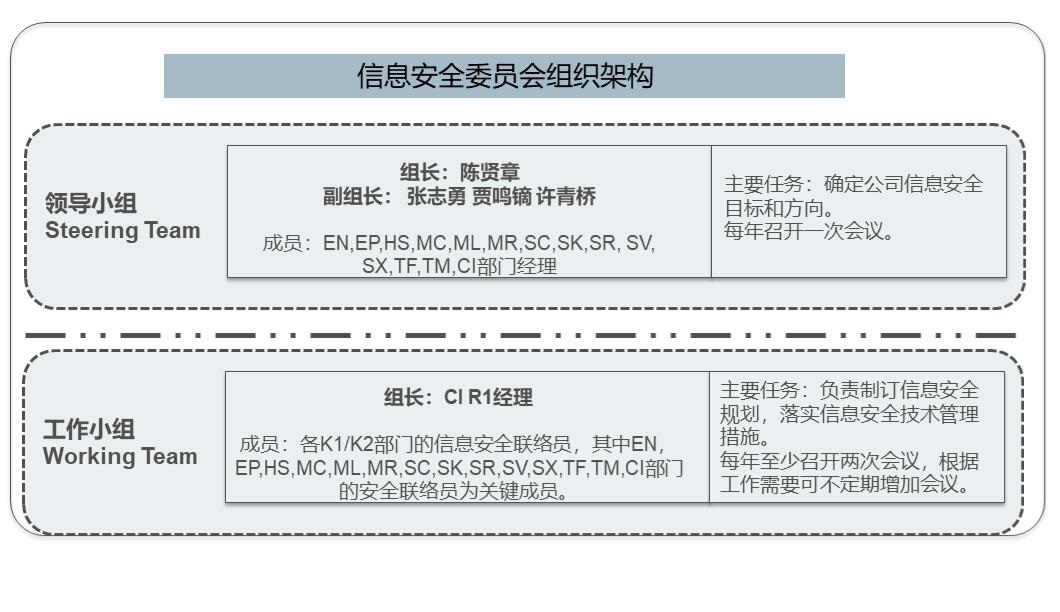 信息安全委员会组织架构
领导小组
Steering Team
组长：陈贤章
副组长： 张志勇 贾鸣镝 许青桥
成员：EN,EP,HS,MC,ML,MR,SC,SK,SR, SV,
SX,TF,TM,CI部门经理
主要任务：确定公司信息安全
目标和方向。
每年召开一次会议。
工作小组
Working Team
组长：CI R1经理
成员：各K1/K2部门的信息安全联络员，其中EN，
EP,HS,MC,ML,MR,SC,SK,SR,SV,SX,TF,TM,CI部门
的安全联络员为关键成员。
主要任务：负责制订信息安全
规划，落实信息安全技术管理
措施。
每年至少召开两次会议，根据
工作需要可不定期增加会议。